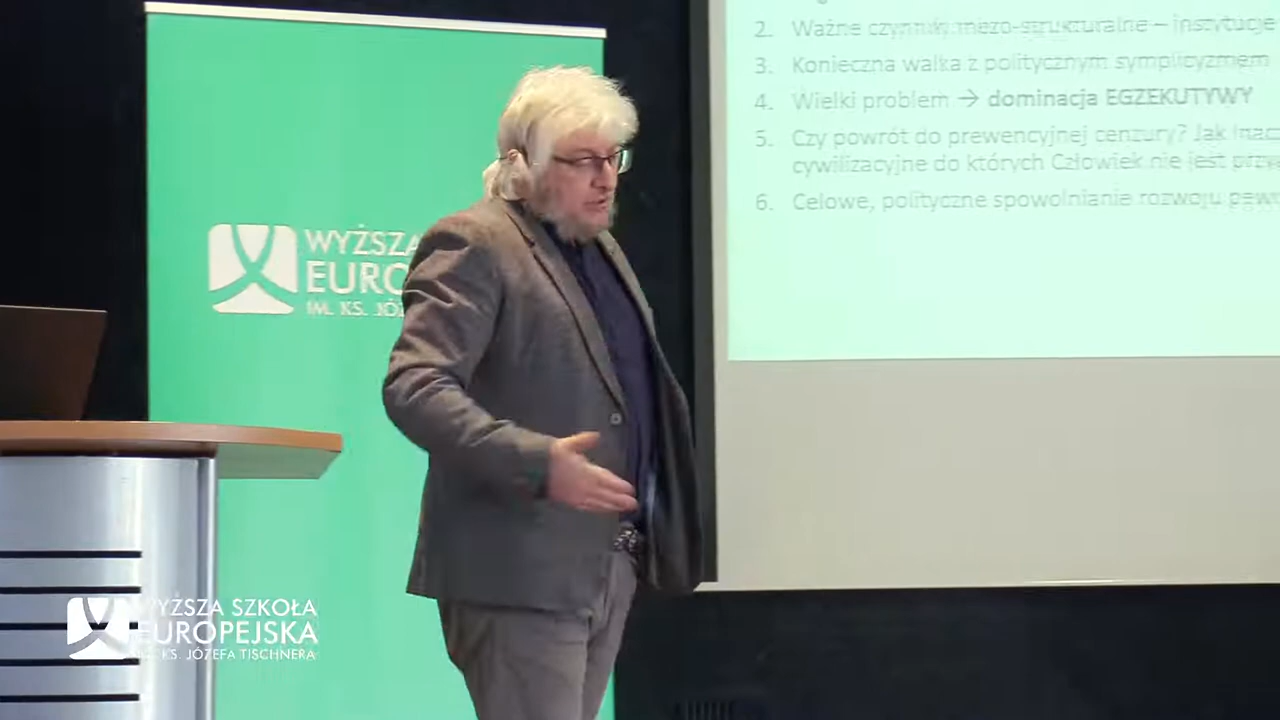 2. Ważne czynniki mezo-strukturalne – instytucje
3. Konieczna walka z politycznym symplicyzmem
4. Wielki problem → dominacja EGZEKUTYWY
5. Czy powrót do prewencyjnej cenzury? Jak
cywilizacyjne do których Człowiek nie jest
6. Celowe, polityczne spowolnianie rozwoju
WYŻSZA
EURO
IM. KS.
WYŻSZA SZKOŁA
EUROPEJSKA
KS. JÓZEFA TISCHNERA